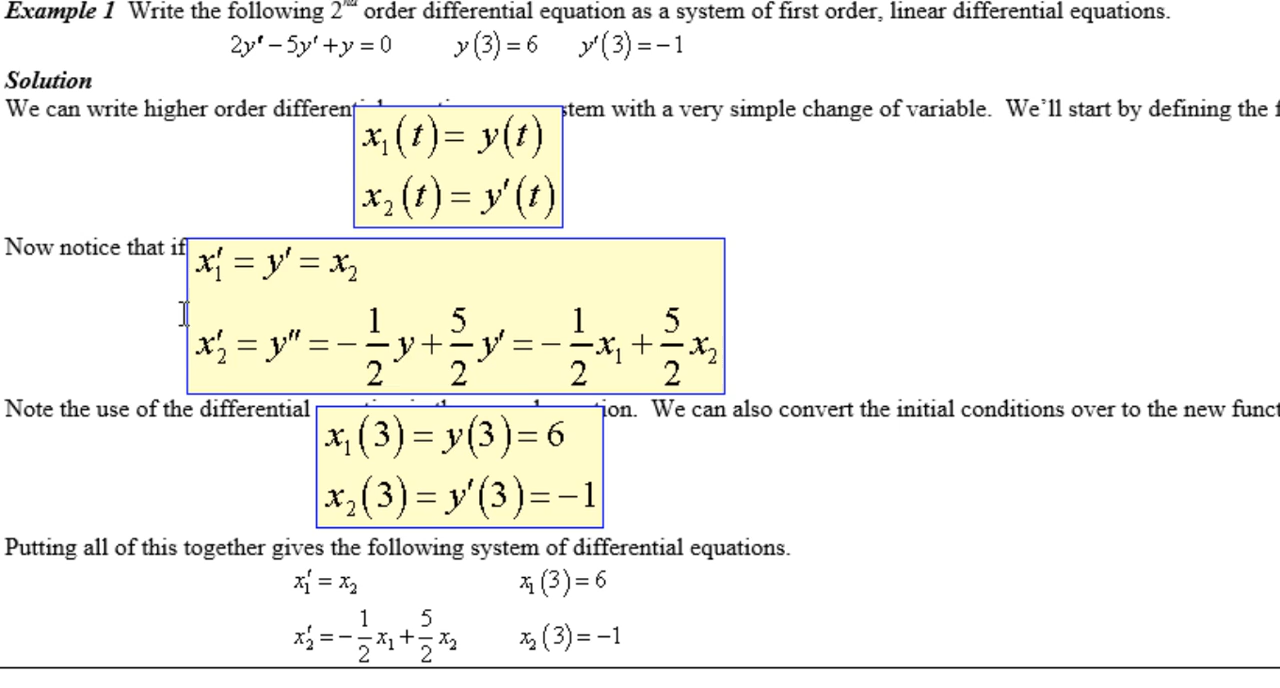 Example 1 Write the following 2nd order differential equation as a system of first order, linear differential equations.
2y′ − 5y′ + y = 0 y(3) = 6 y′(3) = −1
Solution
We can write higher order stem with a very simple change of variable. We'll start by defining the
x₁(t) = y(t)
x₂(t) = y′(t)
Now notice that if
x₁′ = y′ = x₂
x₂′ = y″ = −1/2 y + 5/2 y′ = −1/2 x₁ + 5/2 x₂
Note the use of the differential We can also convert the initial conditions over to the new
x₁(3) = y(3) = 6
x₂(3) = y′(3) = −1
Putting all of this together gives the following system of differential equations.
x₁′ = x₂ x₁(3) = 6
x₂′ = −1/2 x₁ + 5/2 x₂ x₂(3) = −1